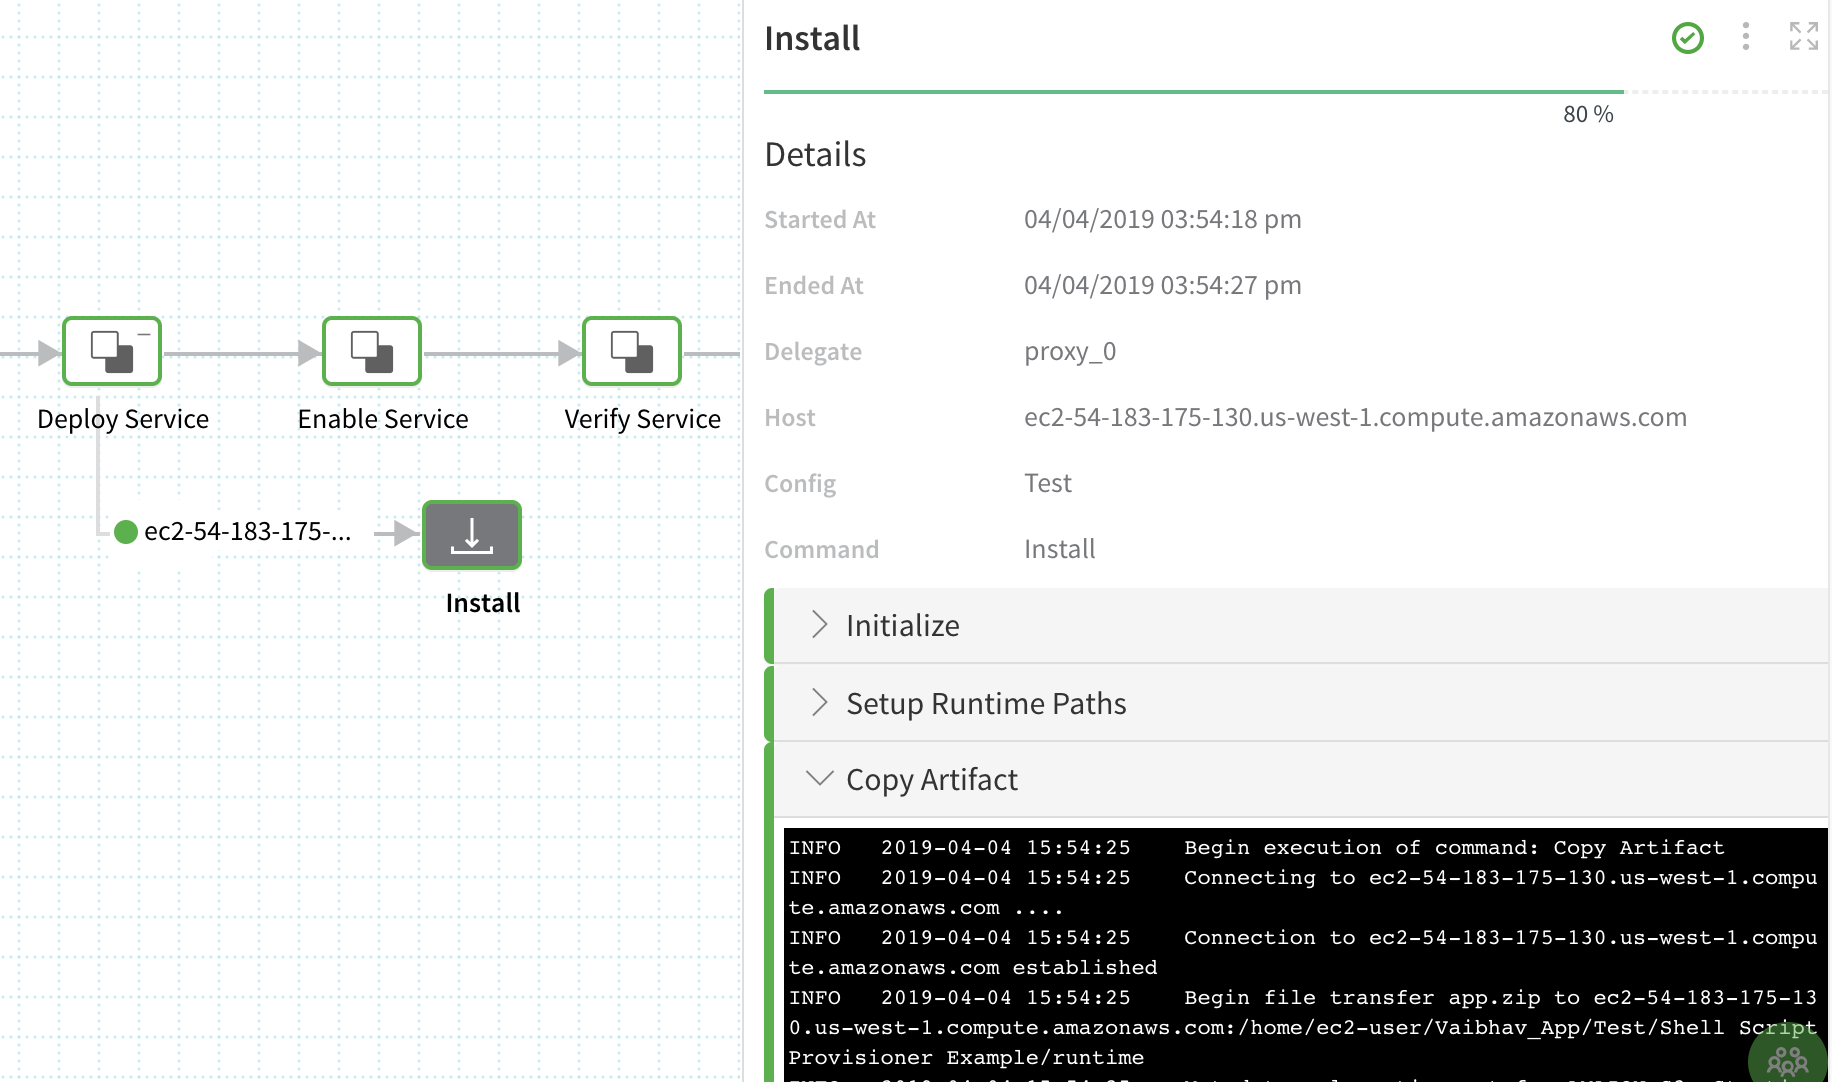 Install
80 %
Details
Started At 04/04/2019 03:54:18 pm
Ended At 04/04/2019 03:54:27 pm
Delegate proxy_0
Host ec2-54-183-175-130.us-west-1.compute.amazonaws.com
Config Test
Command Install
Deploy Service
Enable Service
Verify Service
ec2-54-183-175-...
Install
Initialize
Setup Runtime Paths
Copy Artifact
INFO 2019-04-04 15:54:25 Begin execution of command: Copy Artifact
INFO 2019-04-04 15:54:25 Connecting to ec2-54-183-175-130.us-west-1.compu
te.amazonaws.com ....
INFO 2019-04-04 15:54:25 Connection to ec2-54-183-175-130.us-west-1.compu
te.amazonaws.com established
INFO 2019-04-04 15:54:25 Begin file transfer app.zip to ec2-54-183-175-13
0.us-west-1.compute.amazonaws.com:/home/ec2-user/Vaibhav_App/Test/Shell Script
Provisioner Example/runtime